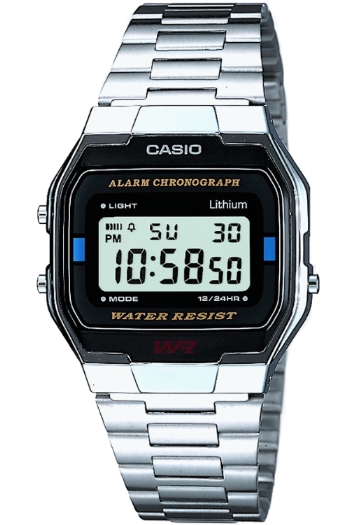 CASIO
ALARM CHRONOGRAPH
LIGHT Lithium
PM SU 30
10:58 50
MODE 12/24HR
WATER RESIST
WR